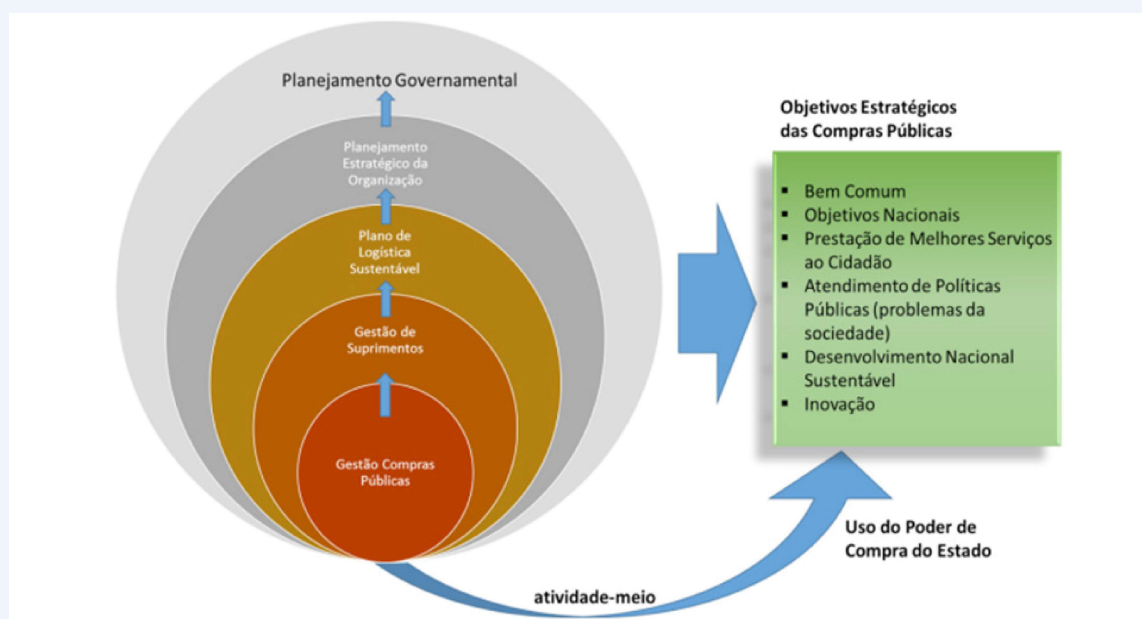 Planejamento Governamental
Planejamento
Estratégico da
Organização
Plano de
Logística
Sustentável
Gestão de
Suprimentos
Gestão Compras
Públicas
Objetivos Estratégicos
das Compras Públicas
▪ Bem Comum
▪ Objetivos Nacionais
▪ Prestação de Melhores Serviços
ao Cidadão
▪ Atendimento de Políticas
Públicas (problemas da
sociedade)
▪ Desenvolvimento Nacional
Sustentável
▪ Inovação
Uso do Poder de
Compra do Estado
atividade-meio